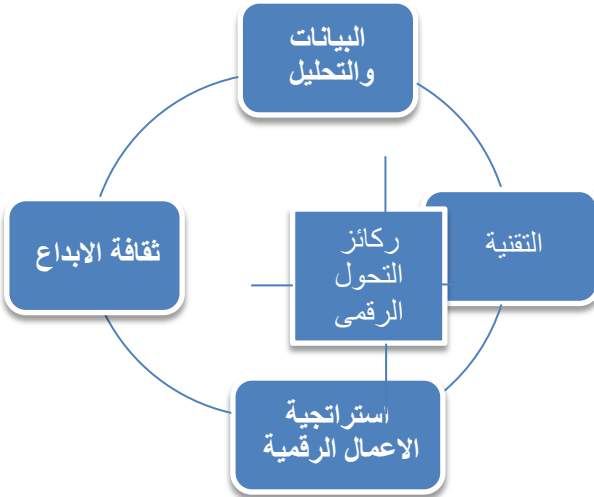 البيانات
والتحليل
التقنية
ركائز
التحول
الرقمى
ثقافة الابداع
استراتجية
الاعمال الرقمية